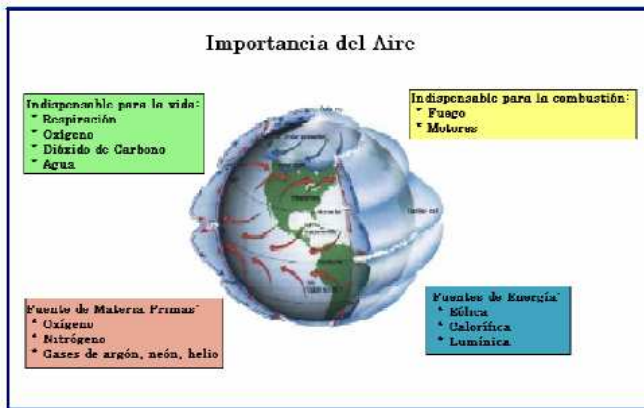 Importancia del Aire
Indispensable para la vida:
* Respiración
* Oxígeno
* Dióxido de Carbono
* Agua
Indispensable para la combustión:
* Fuego
* Motores
Fuente de Materia Primas:
* Oxígeno
* Nitrógeno
* Gases de argón, neón, helio
Fuentes de Energía:
* Eólica
* Calorífica
* Lumínica